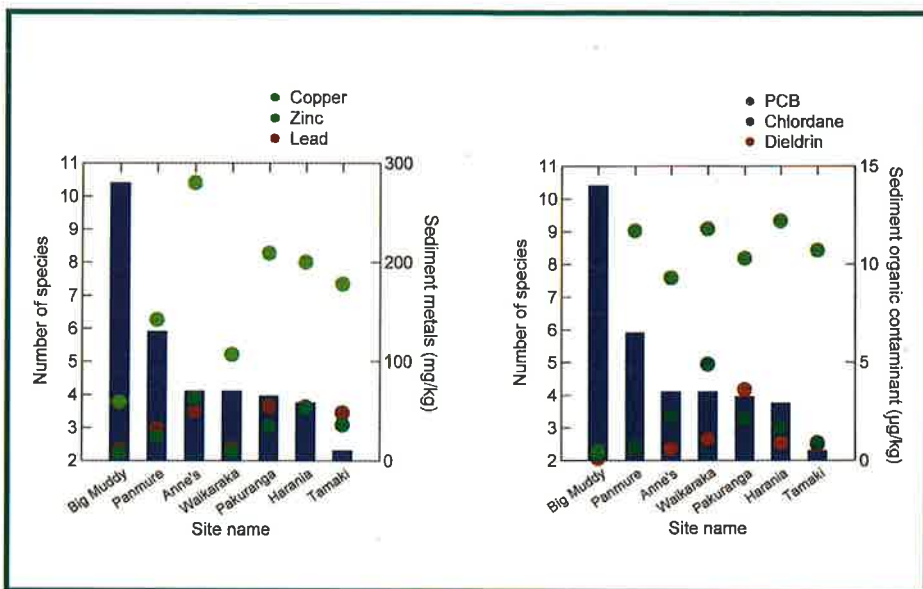 Copper
Zinc
Lead
11
10
9
8
7
6
5
4
3
2
Number of species
300
200
100
0
Sediment metals (mg/kg)
Big Muddy
Panmure
Anne's
Waikaraka
Pakuranga
Harania
Tamaki
Site name
PCB
Chlordane
Dieldrin
11
10
9
8
7
6
5
4
3
2
Number of species
15
10
5
0
Sediment organic contaminant (µg/kg)
Big Muddy
Panmure
Anne's
Waikaraka
Pakuranga
Harania
Tamaki
Site name